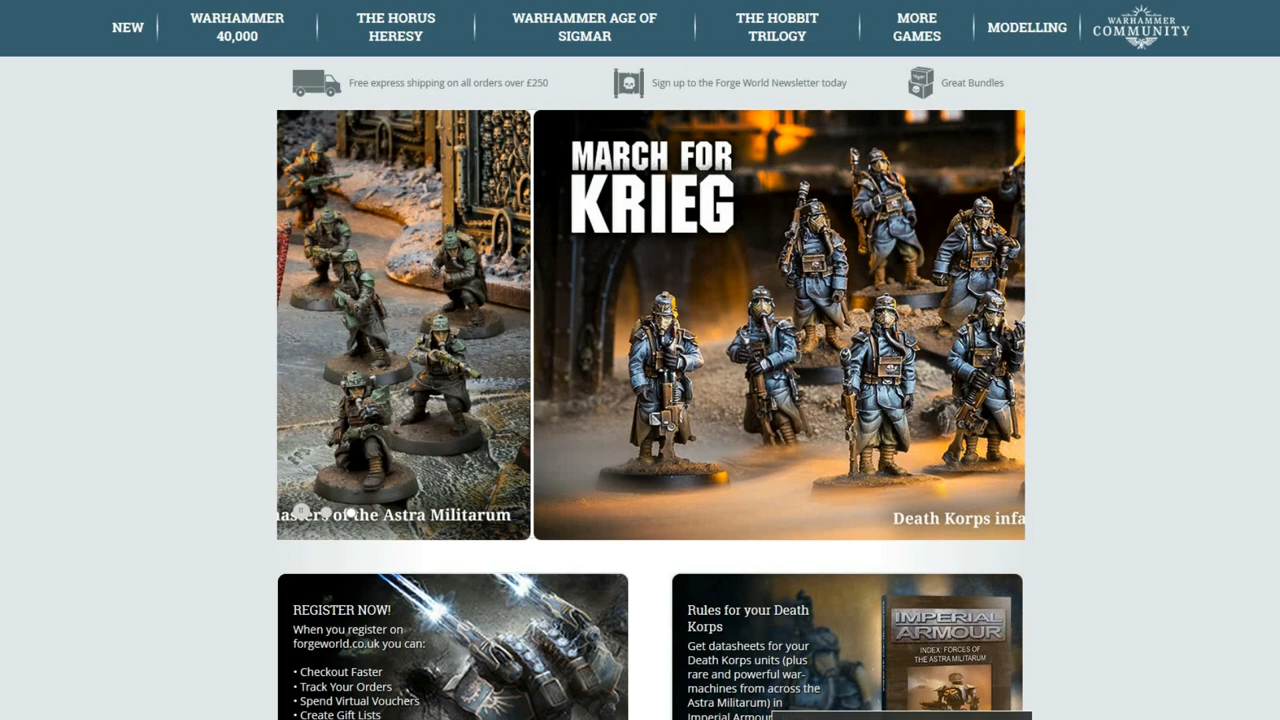 NEW
WARHAMMER
40,000
THE HORUS
HERESY
WARHAMMER AGE OF
SIGMAR
THE HOBBIT
TRILOGY
MORE
GAMES
MODELLING
WARHAMMER
COMMUNITY
Free express shipping on all orders over £250
Sign up to the Forge World Newsletter today
Great Bundles
MARCH FOR
KRIEG
of the Astra Militarum
Death Korps infa
REGISTER NOW!
When you register on
forgeworld.co.uk you can:
• Checkout Faster
• Track Your Orders
• Spend Virtual Vouchers
• Create Gift Lists
Rules for your Death
Korps
Get datasheets for your
Death Korps units (plus
rare and powerful war-
machines from across the
Astra Militarum) in
Imperial Armour
IMPERIAL
ARMOUR
INDEX: FORCES OF
THE ASTRA MILITARUM